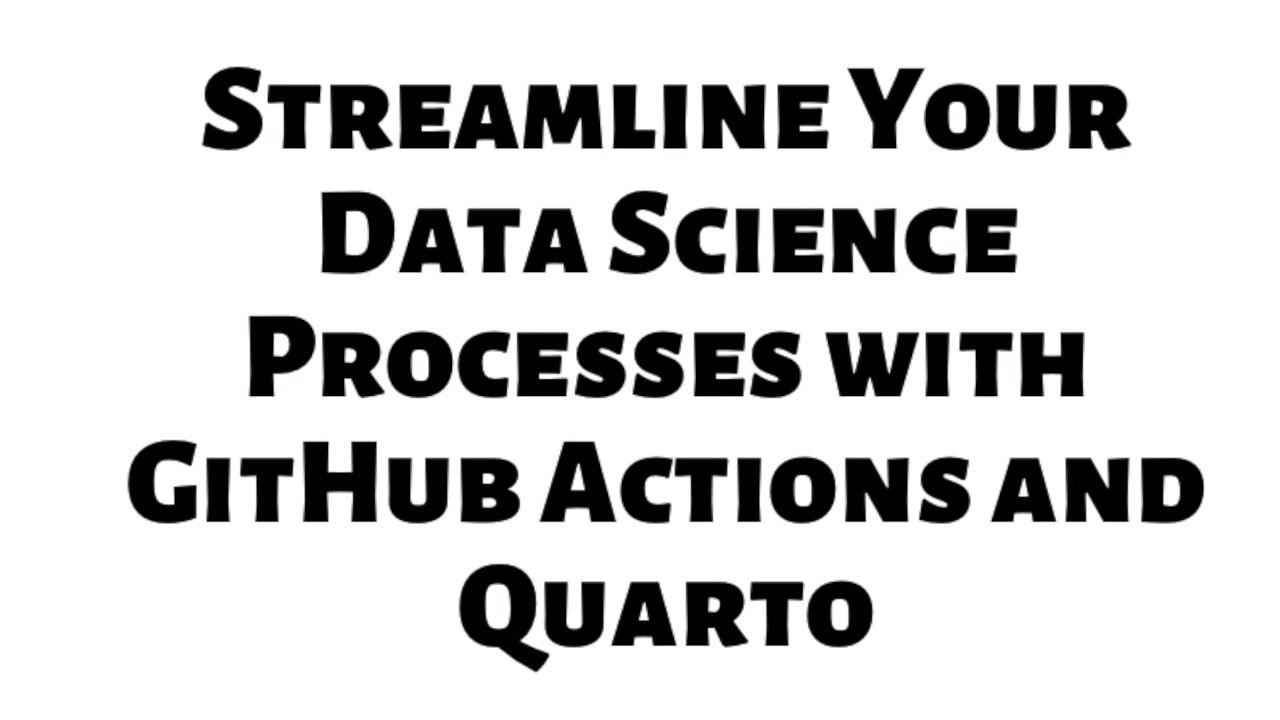 Streamline Your
Data Science
Processes with
GitHub Actions and
Quarto